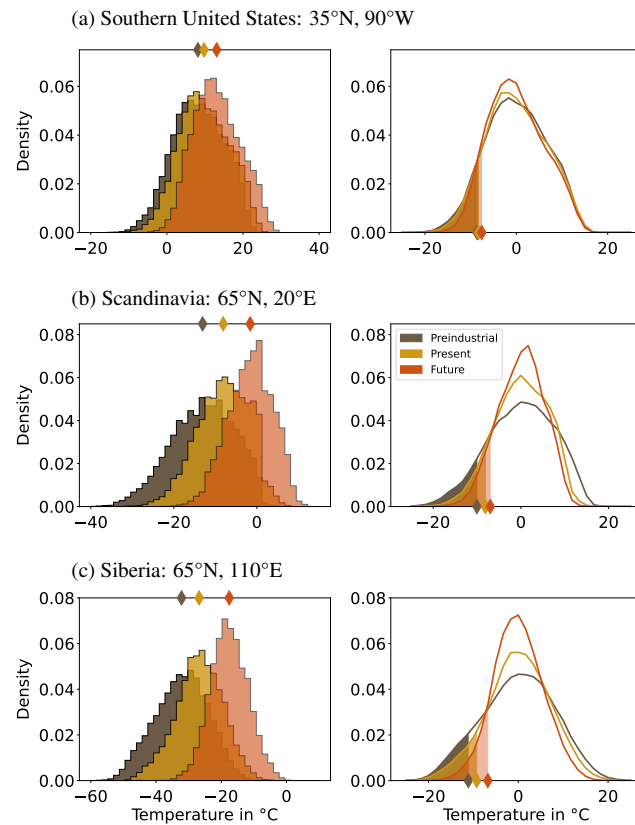 (a) Southern United States: 35°N, 90°W
Density
0.06
0.04
0.02
0.00
−20 0 20 40
0.06
0.04
0.02
0.00
−20 0 20
(b) Scandinavia: 65°N, 20°E
Density
0.08
0.06
0.04
0.02
0.00
−40 −20 0
0.08
0.06
0.04
0.02
0.00
−20 0 20
Preindustrial
Present
Future
(c) Siberia: 65°N, 110°E
Density
0.08
0.06
0.04
0.02
0.00
−60 −40 −20 0
Temperature in °C
0.08
0.06
0.04
0.02
0.00
−20 0 20
Temperature in °C